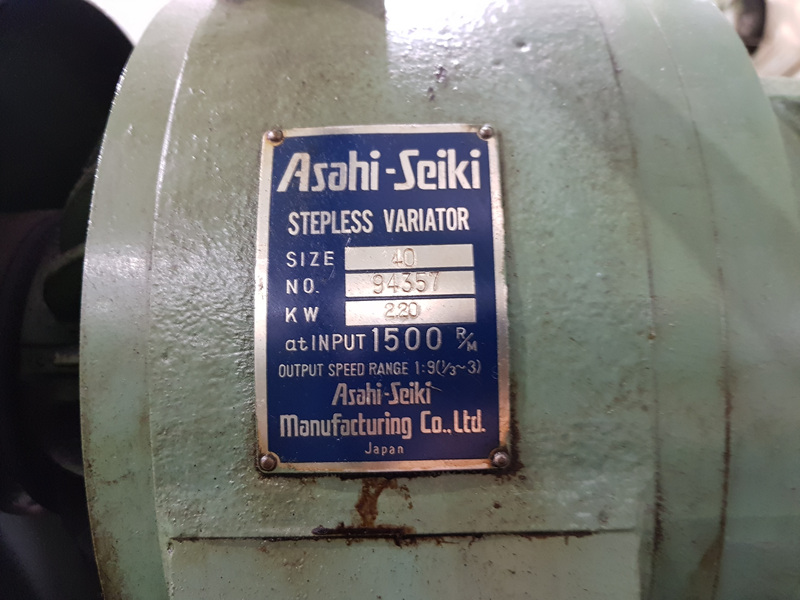 Asahi-Seiki
STEPLESS VARIATOR
SIZE 40
NO. 94357
KW 2.20
at INPUT 1500 R/M
OUTPUT SPEED RANGE 1:9(1/3~3)
Asahi-Seiki
Manufacturing Co., Ltd.
Japan